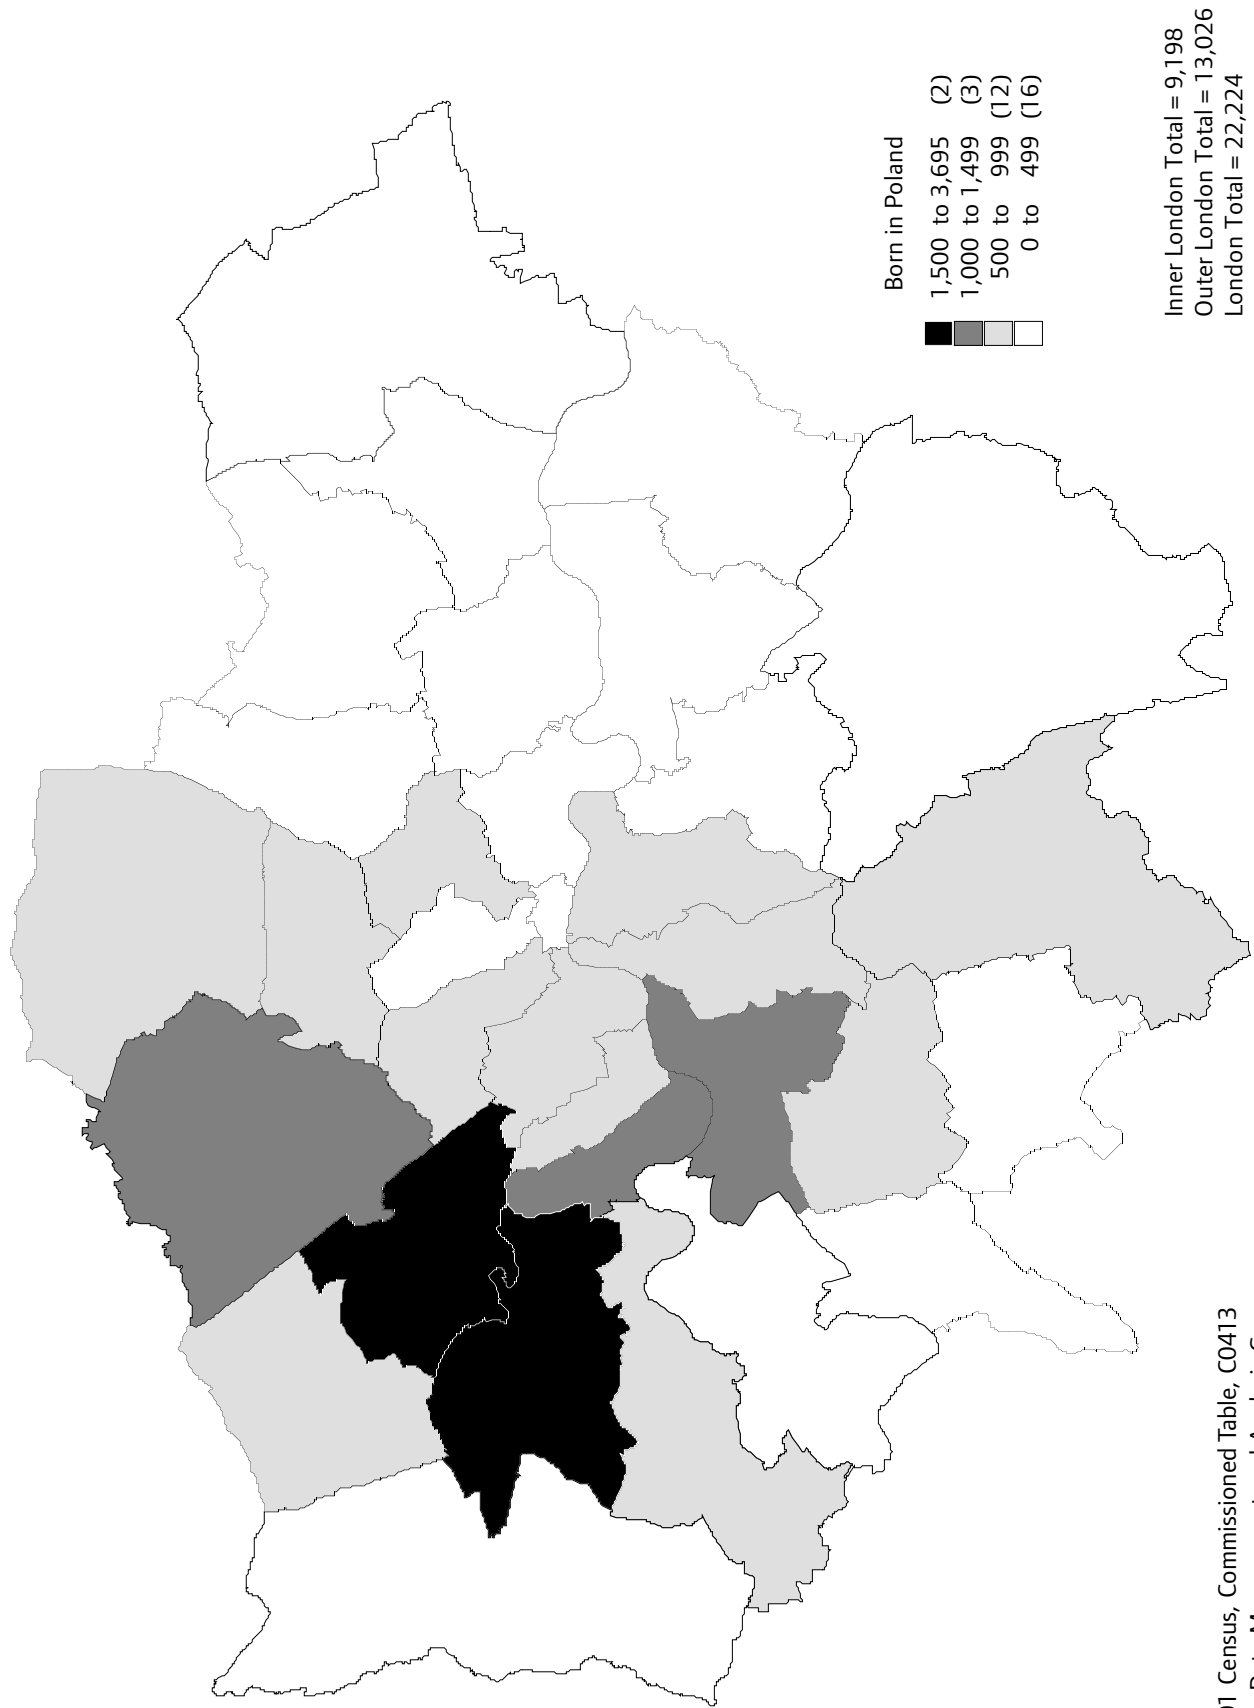 Born in Poland
1,500 to 3,695 (2)
1,000 to 1,499 (3)
500 to 999 (12)
0 to 499 (16)
Inner London Total = 9,198
Outer London Total = 13,026
London Total = 22,224
Census, Commissioned Table, C0413